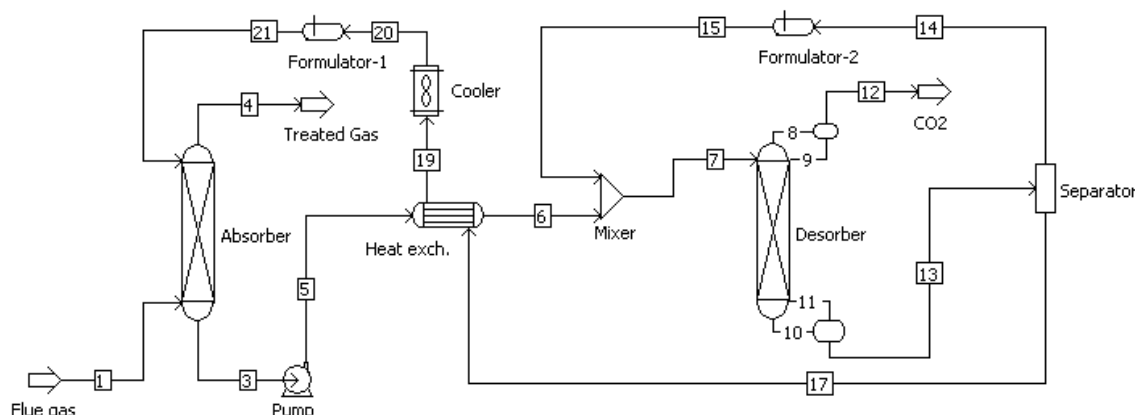 21
20
Formulator-1
15
14
Formulator-2
4
Treated Gas
Cooler
8
12
CO2
9
19
7
Absorber
Heat exch.
6
Mixer
Desorber
Separator
5
13
11
10
1
3
17
Flue gas
Pump